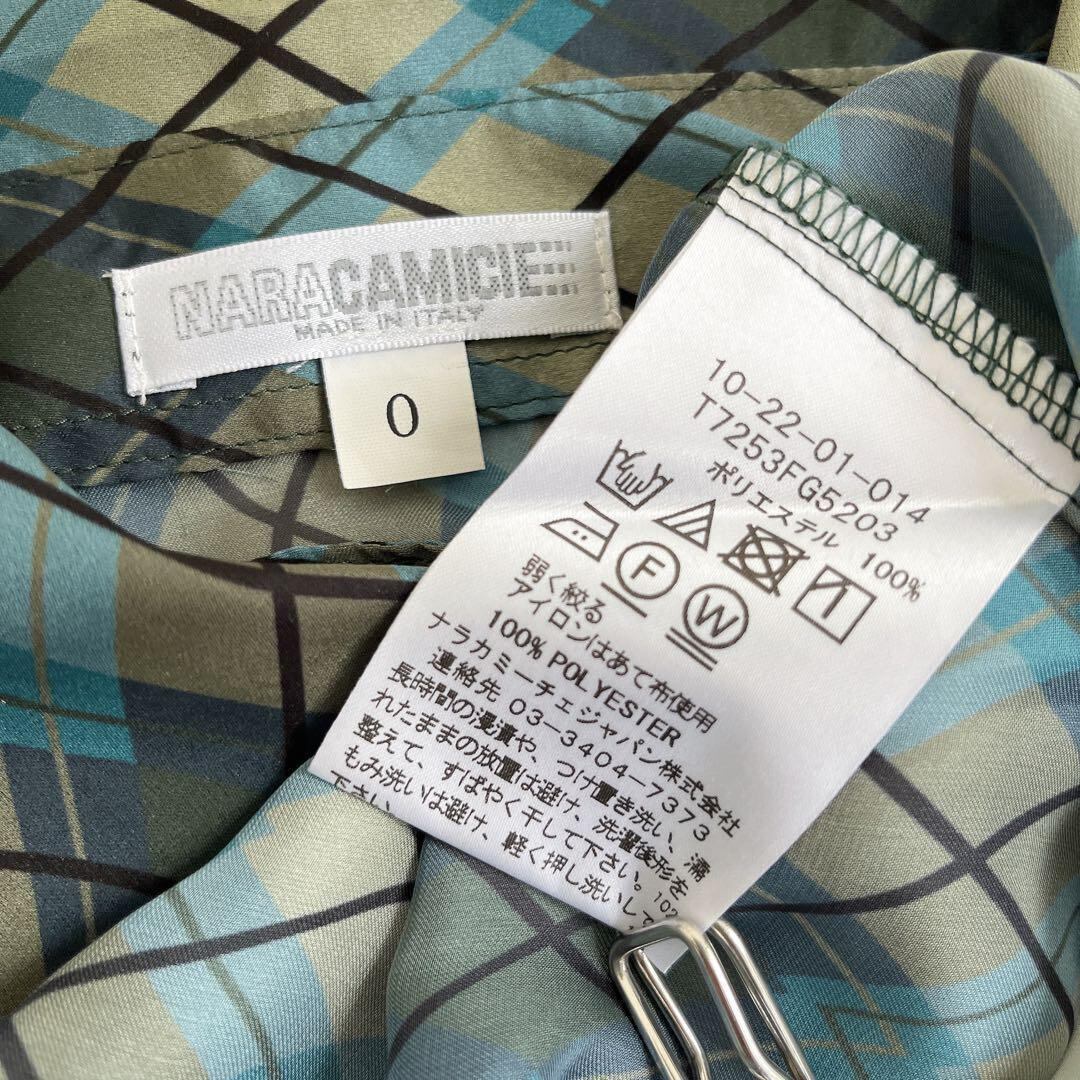 NARACAMICIE
MADE IN ITALY
0
10-22-01-014
T7253FG5203
ポリエステル 100%
F
W
弱く絞る
アイロンはあて布使用
100% POLYESTER
ナラカミーチェジャパン株式会社
連絡先 03-3404-7373
長時間の浸漬や、つけ置き洗い、濡
れたままの放置は避け、洗濯後形を
整えて、すばやく干して下さい。
もみ洗いは避け、軽く押し洗いして
下さい。
102